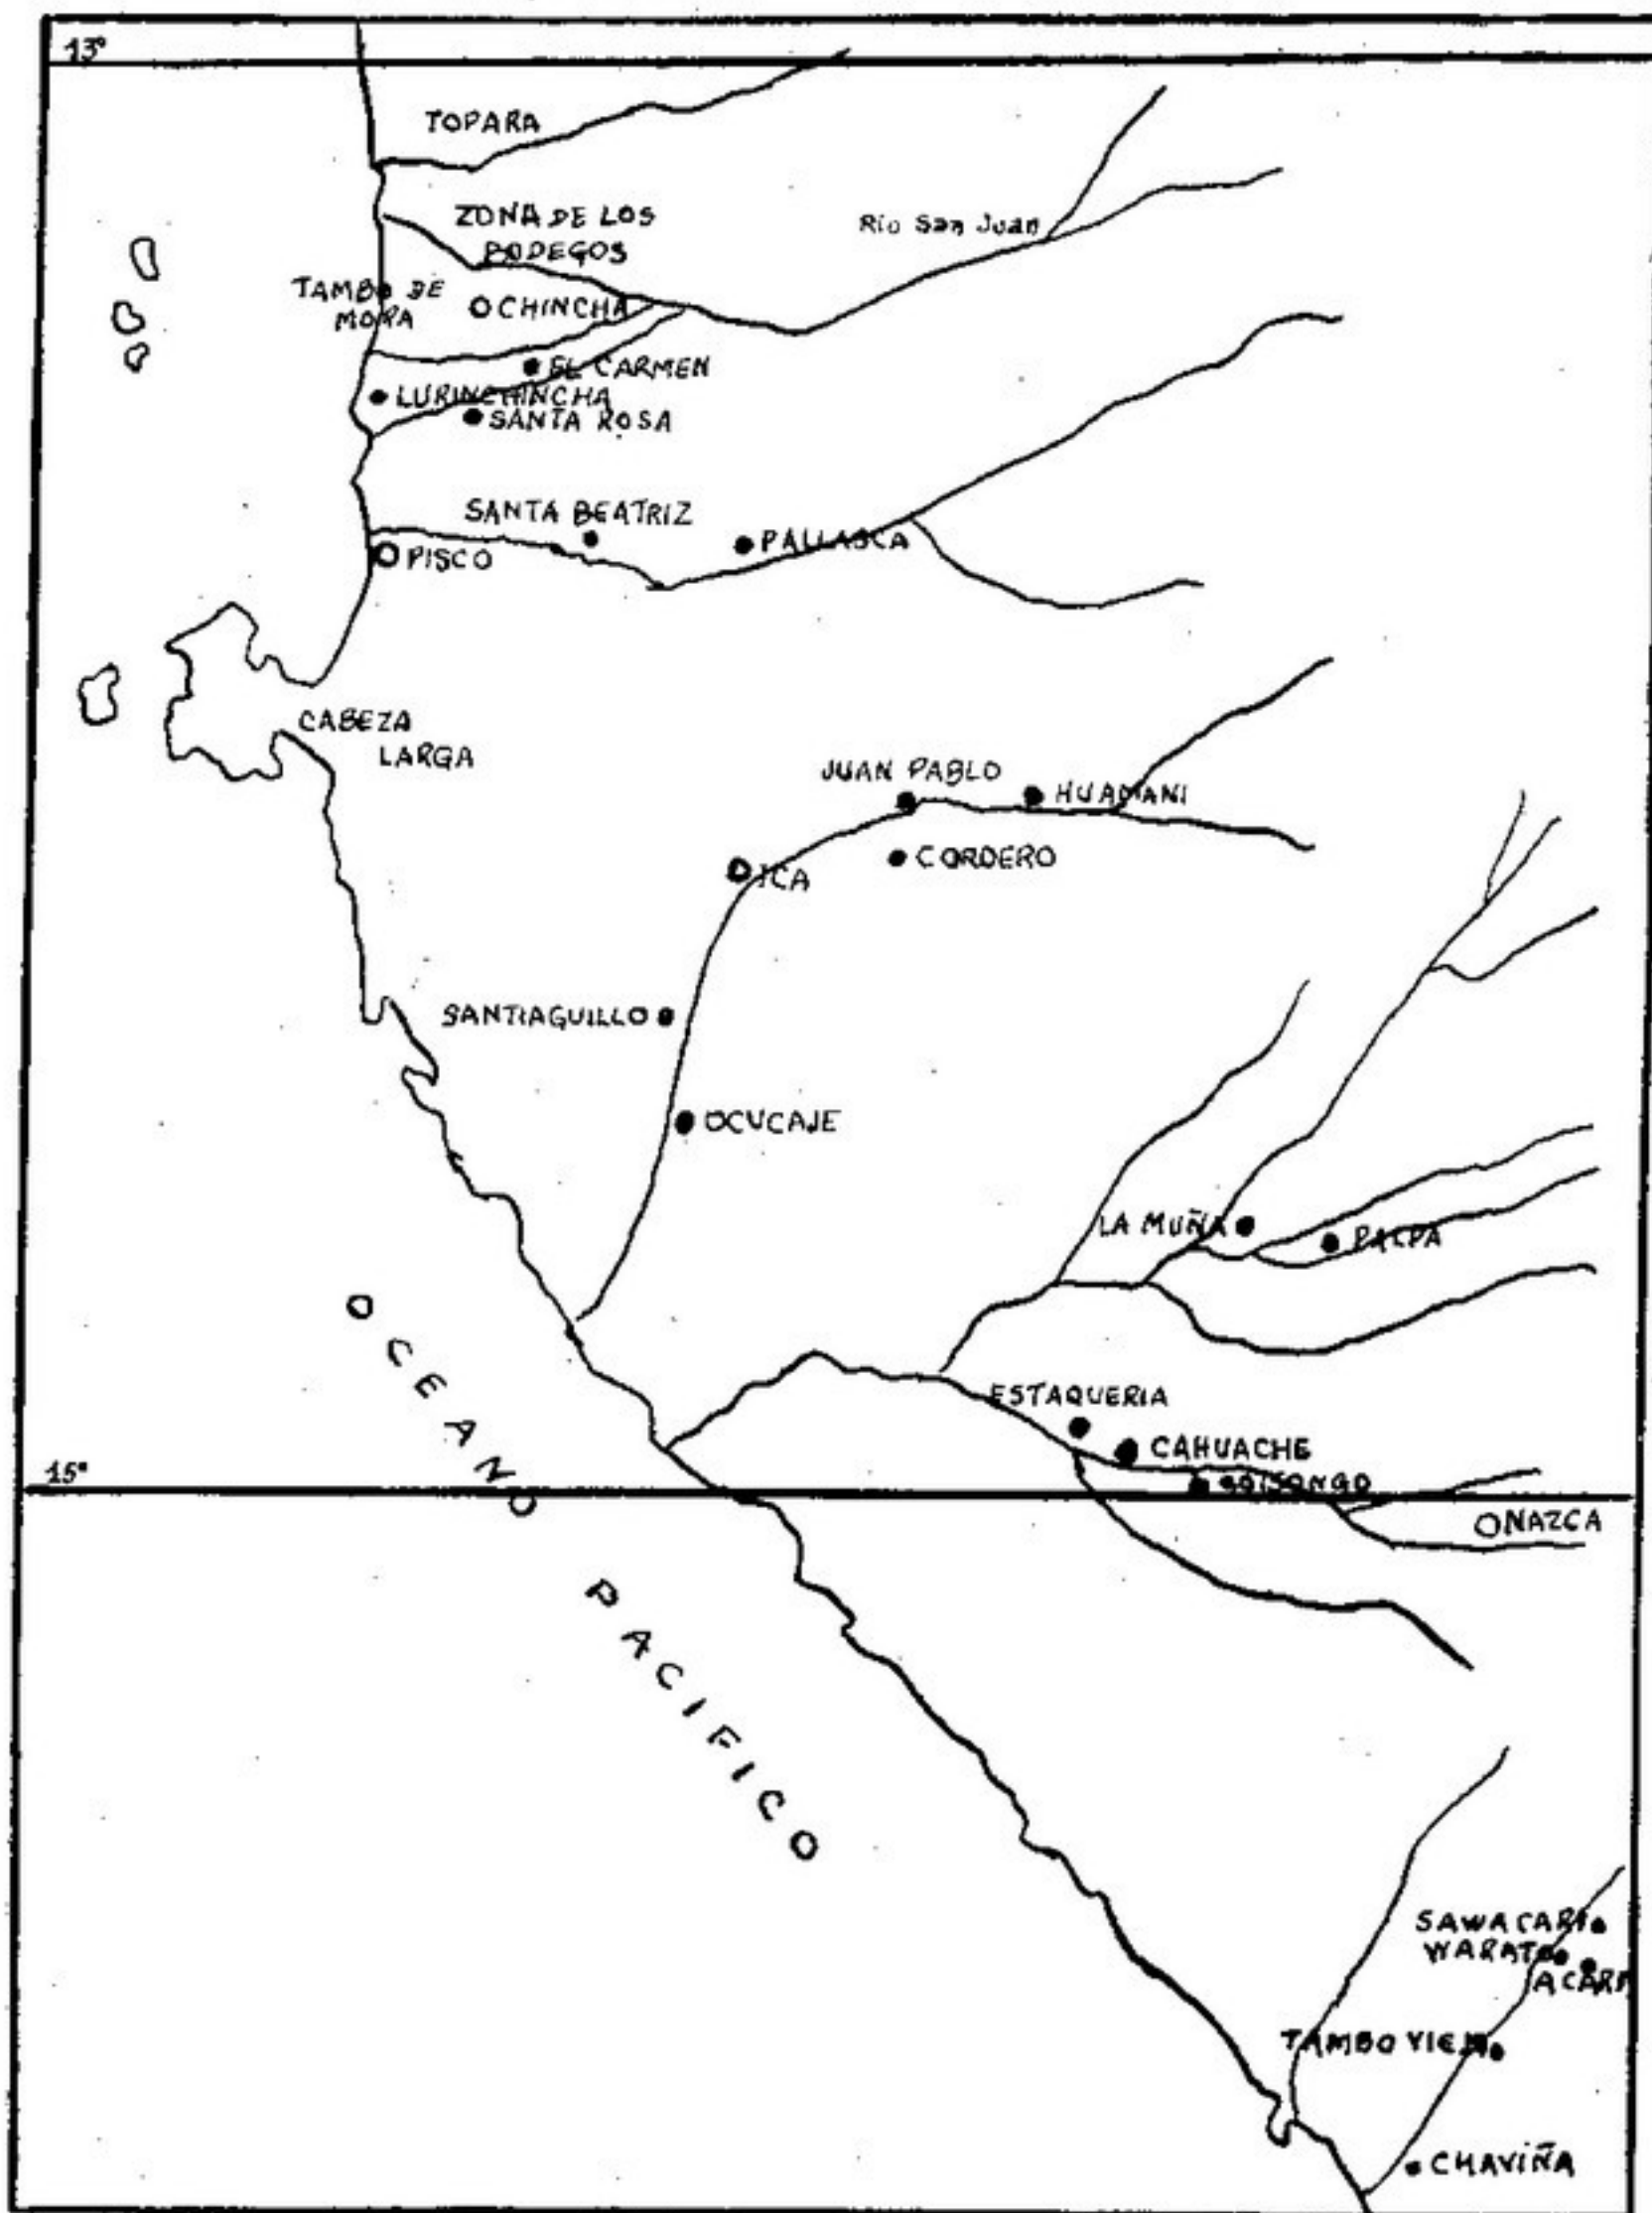 13°
TOPARA
ZONA DE LOS
BODEGOS
Río San Juan
TAMBO DE
MORA
CHINCHA
EL CARMEN
LURINCHINCHA
SANTA ROSA
SANTA BEATRIZ
PISCO
PALLASCA
CABEZA
LARGA
JUAN PABLO
HUAMANI
CORDERO
ICA
SANTIAGUILLO
OCUCAJE
LA MUÑA
PALPA
ESTAQUERIA
CAHUACHE
15°
NAZCA
OCEANO PACIFICO
SAWACARI
WARATO
ACARI
TAMBO VIEJO
CHAVIÑA